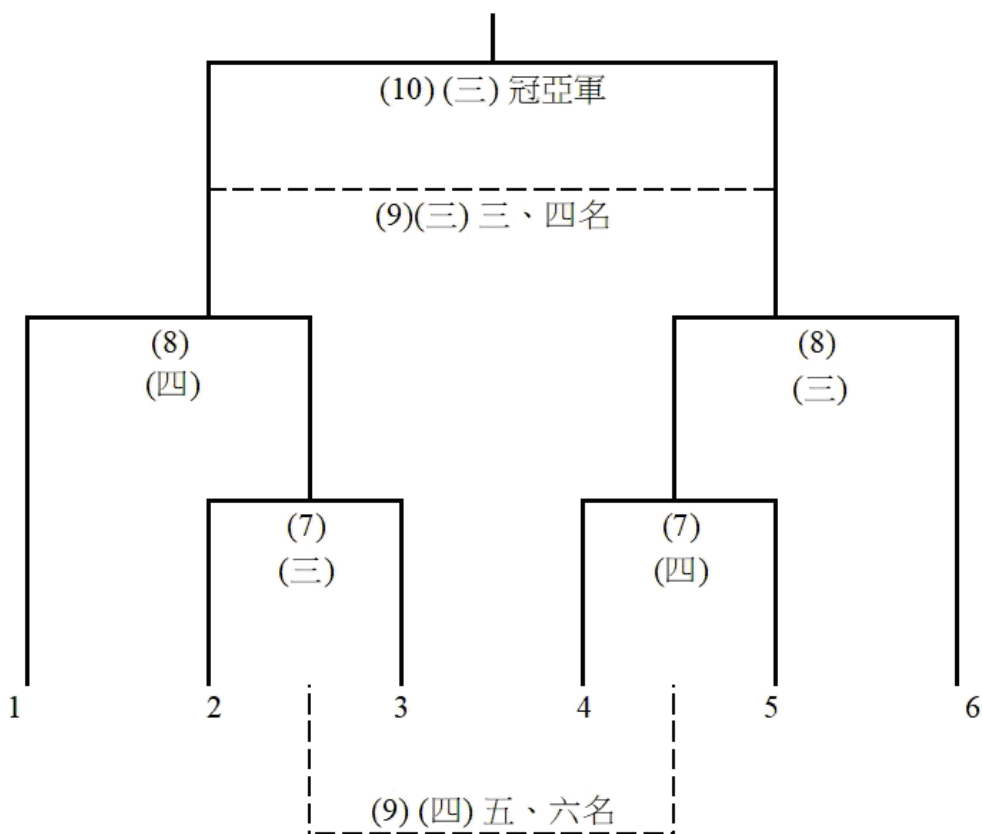 (10) (三) 冠亞軍
(9)(三) 三、四名
(8)
(四)
(8)
(三)
(7)
(三)
(7)
(四)
1 2 3 4 5 6
(9) (四) 五、六名